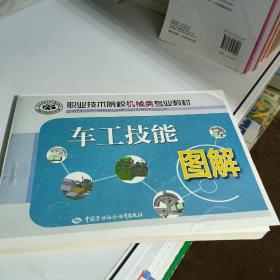 职业技术院校机械类专业教材
车工技能
图解
中国劳动社会保障出版社